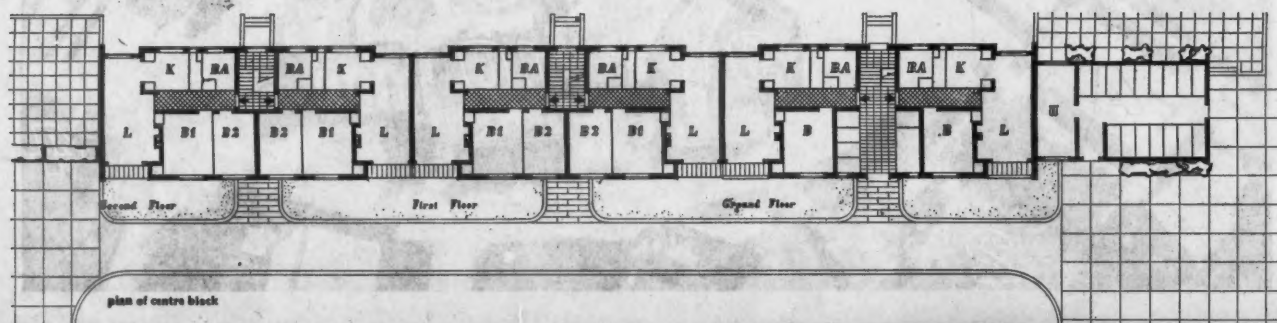 K BA BA K K BA BA K K BA BA K
L B1 B2 B2 B1 L L B1 B2 B2 B1 L L B B L H
Second Floor First Floor Ground Floor
plan of centre block